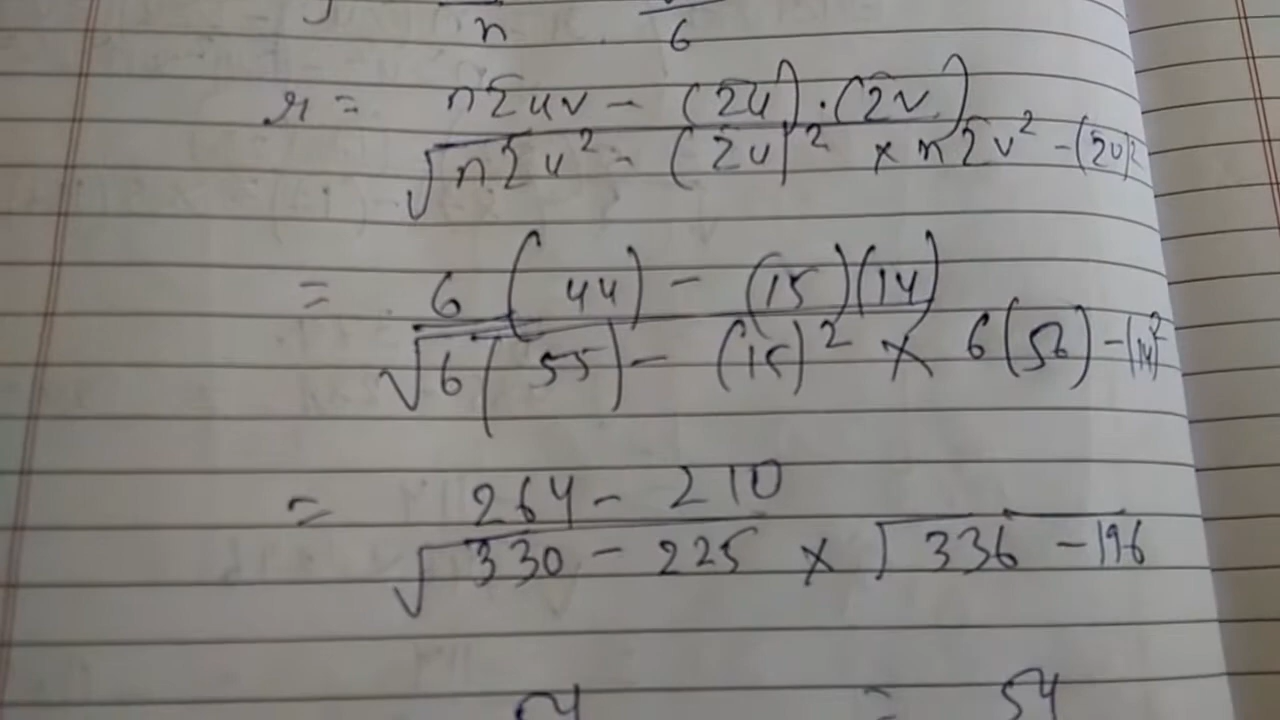 n 6
r = nΣuv - (Σu).(Σv)
√nΣu² - (Σu)² × nΣv² - (Σv)²
= 6(44) - (15)(14)
√6(55) - (15)² × 6(56) - (14)²
= 264 - 210
√330 - 225 × √336 - 196
54 = 54